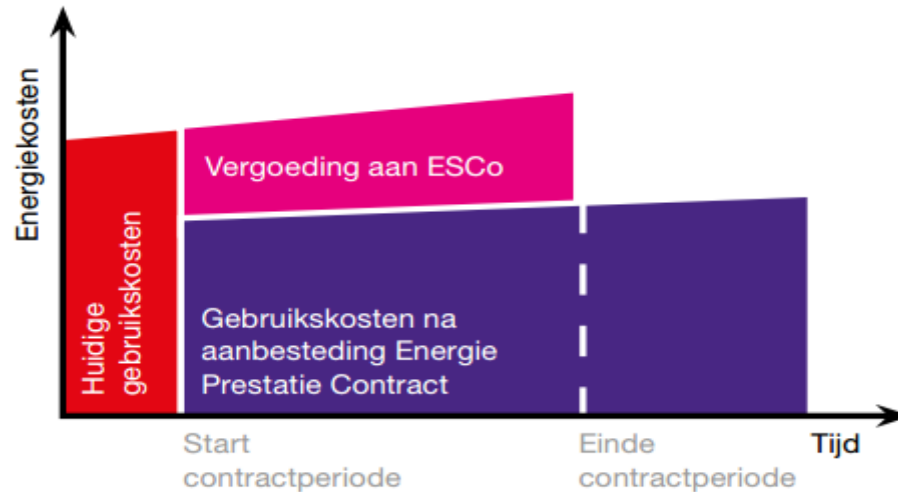 Energiekosten
Huidige
gebruikskosten
Vergoeding aan ESCo
Gebruikskosten na
aanbesteding Energie
Prestatie Contract
Start
contractperiode
Einde
contractperiode
Tijd